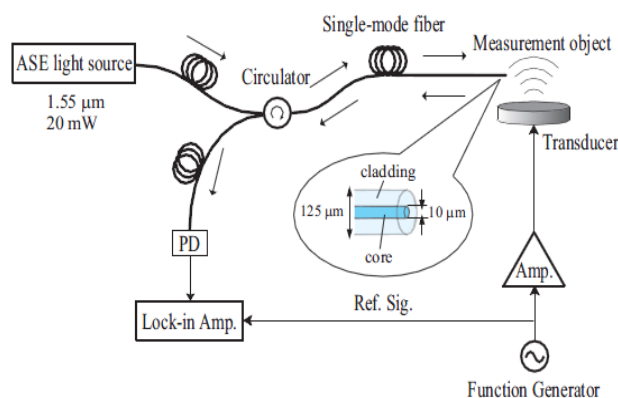 Single-mode fiber
Measurement object
ASE light source
Circulator
1.55 μm
20 mW
Transducer
cladding
125 μm
10 μm
core
PD
Amp.
Lock-in Amp.
Ref. Sig.
Function Generator